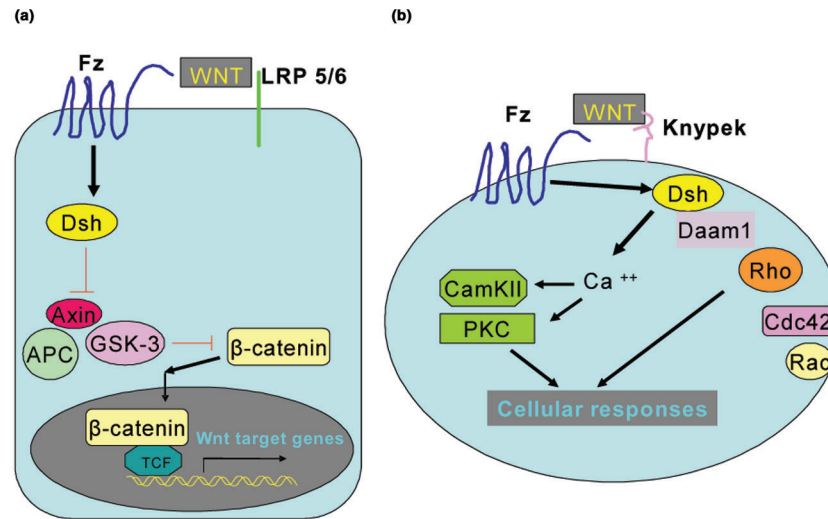 (a)
Fz
WNT
LRP 5/6
Dsh
Axin
APC
GSK-3
β-catenin
β-catenin
Wnt target genes
TCF
(b)
Fz
WNT
Knypek
Dsh
Daam1
Rho
Ca ++
CamKII
PKC
Cdc42
Rac
Cellular responses